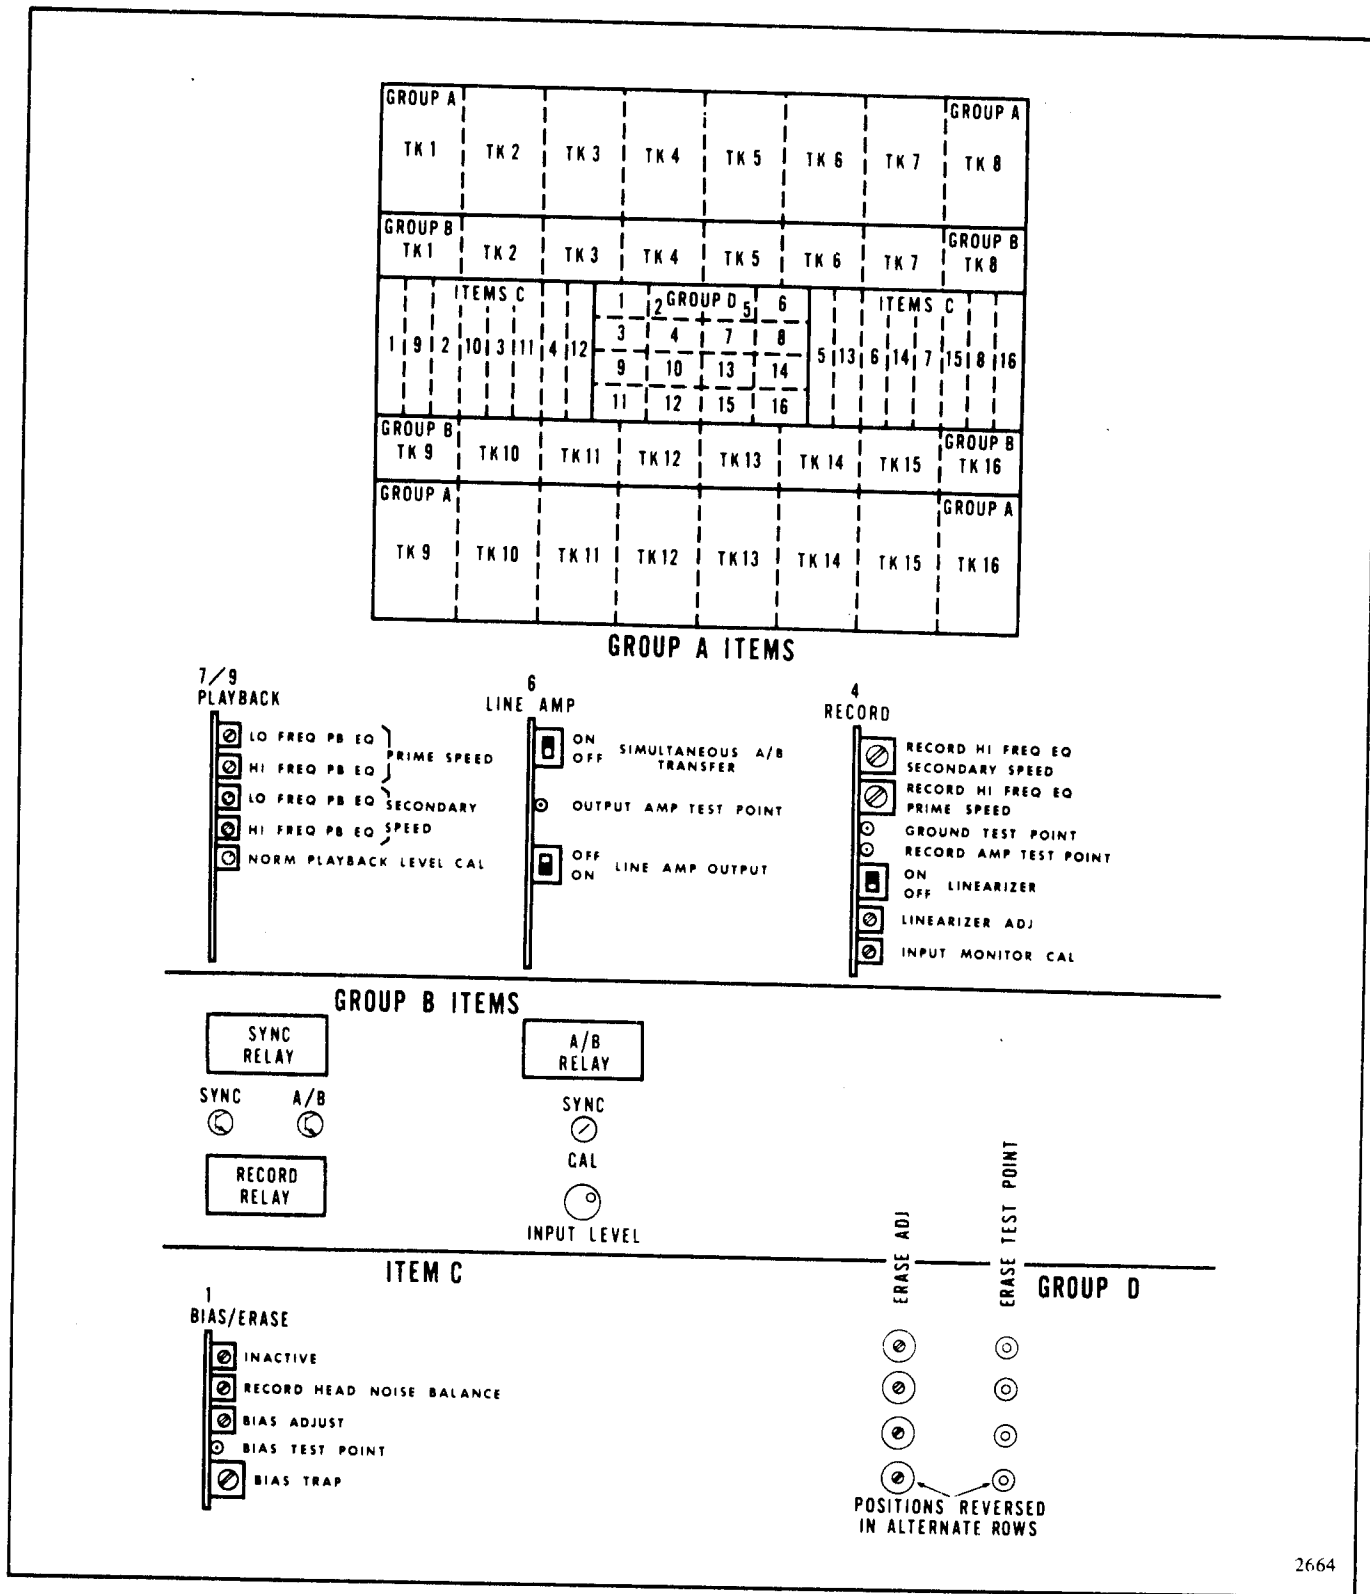 GROUP A GROUP A
TK 1 TK 2 TK 3 TK 4 TK 5 TK 6 TK 7 TK 8
GROUP B GROUP B
TK 1 TK 2 TK 3 TK 4 TK 5 TK 6 TK 7 TK 8
ITEMS C GROUP D ITEMS C
1 9 2 10 3 11 4 12
1 2 5 6
3 4 7 8
9 10 13 14
11 12 15 16
5 13 6 14 7 15 8 16
GROUP B GROUP B
TK 9 TK 10 TK 11 TK 12 TK 13 TK 14 TK 15 TK 16
GROUP A GROUP A
TK 9 TK 10 TK 11 TK 12 TK 13 TK 14 TK 15 TK 16
GROUP A ITEMS
7/9
PLAYBACK
LO FREQ PB EQ
HI FREQ PB EQ
PRIME SPEED
LO FREQ PB EQ
HI FREQ PB EQ
SECONDARY
SPEED
NORM PLAYBACK LEVEL CAL
6
LINE AMP
ON
OFF
SIMULTANEOUS A/B
TRANSFER
OUTPUT AMP TEST POINT
OFF
ON
LINE AMP OUTPUT
4
RECORD
RECORD HI FREQ EQ
SECONDARY SPEED
RECORD HI FREQ EQ
PRIME SPEED
GROUND TEST POINT
RECORD AMP TEST POINT
ON
OFF
LINEARIZER
LINEARIZER ADJ
INPUT MONITOR CAL
GROUP B ITEMS
SYNC
RELAY
SYNC A/B
RECORD
RELAY
A/B
RELAY
SYNC
CAL
INPUT LEVEL
ITEM C
1
BIAS/ERASE
INACTIVE
RECORD HEAD NOISE BALANCE
BIAS ADJUST
BIAS TEST POINT
BIAS TRAP
ERASE ADJ
ERASE TEST POINT
GROUP D
POSITIONS REVERSED
IN ALTERNATE ROWS
2664